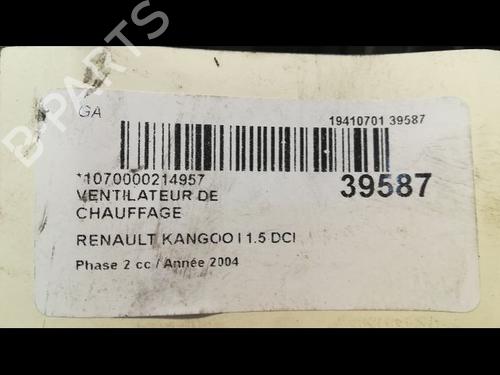 B-PARTS
GA
19410701 39587
*1070000214957
39587
VENTILATEUR DE
CHAUFFAGE
RENAULT KANGOO I 1.5 DCI
Phase 2 cc / Année 2004